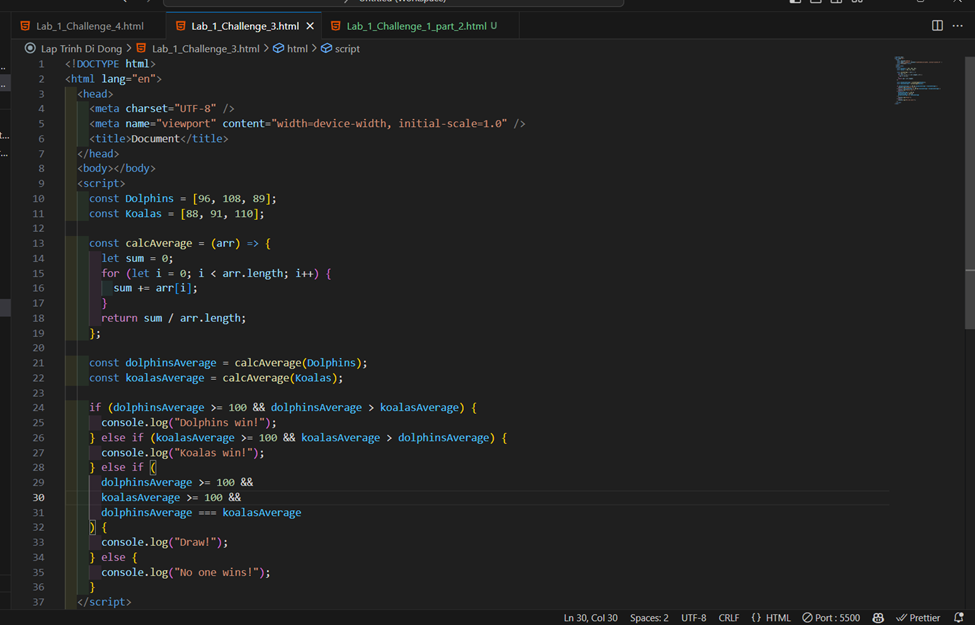 Lab_1_Challenge_4.html
Lab_1_Challenge_3.html
Lab_1_Challenge_1_part_2.html U
Lap Trinh Di Dong > Lab_1_Challenge_3.html > html > script
1 <!DOCTYPE html>
2 <html lang="en">
3 <head>
4 <meta charset="UTF-8" />
5 <meta name="viewport" content="width=device-width, initial-scale=1.0" />
6 <title>Document</title>
7 </head>
8 <body></body>
9 <script>
10 const Dolphins = [96, 108, 89];
11 const Koalas = [88, 91, 110];
12
13 const calcAverage = (arr) => {
14 let sum = 0;
15 for (let i = 0; i < arr.length; i++) {
16 sum += arr[i];
17 }
18 return sum / arr.length;
19 };
20
21 const dolphinsAverage = calcAverage(Dolphins);
22 const koalasAverage = calcAverage(Koalas);
23
24 if (dolphinsAverage >= 100 && dolphinsAverage > koalasAverage) {
25 console.log("Dolphins win!");
26 } else if (koalasAverage >= 100 && koalasAverage > dolphinsAverage) {
27 console.log("Koalas win!");
28 } else if (
29 dolphinsAverage >= 100 &&
30 koalasAverage >= 100 &&
31 dolphinsAverage === koalasAverage
32 ) {
33 console.log("Draw!");
34 } else {
35 console.log("No one wins!");
36 }
37 </script>
Ln 30, Col 30 Spaces: 2 UTF-8 CRLF {} HTML Port : 5500 Prettier